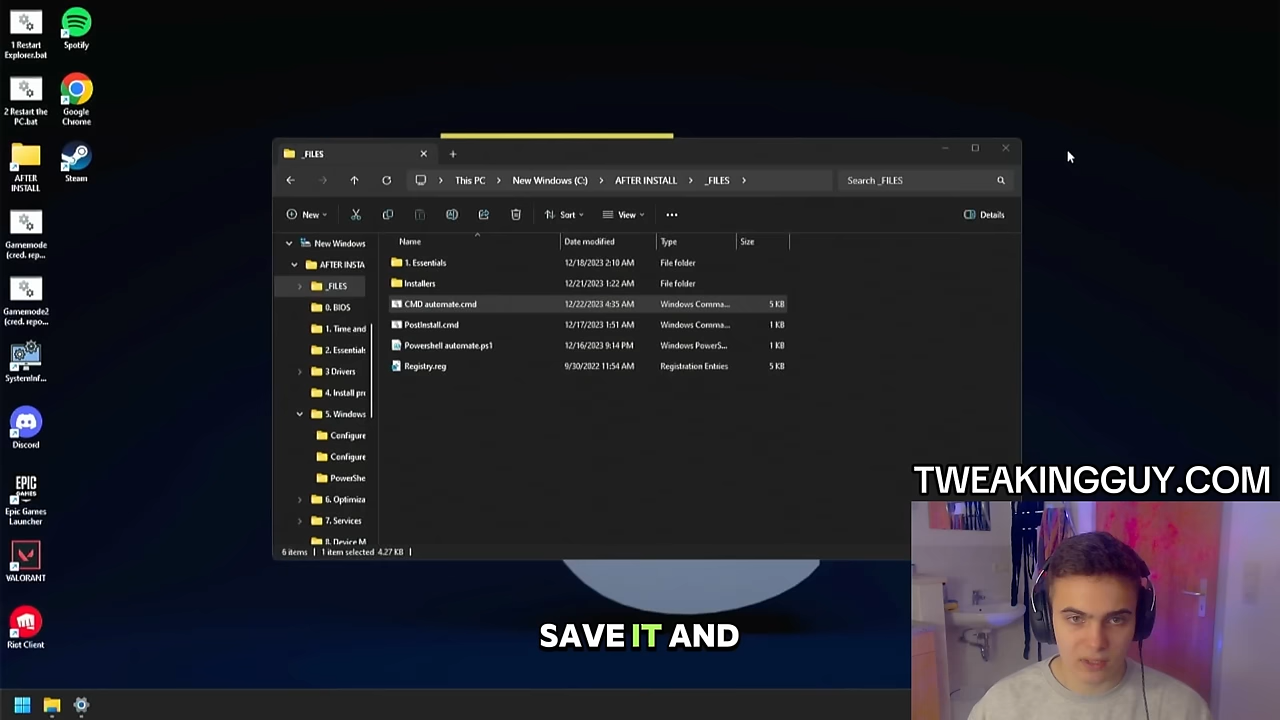 1 Restart
Explorer.bat
Spotify
2 Restart the
PC.bat
Google
Chrome
AFTER
INSTALL
Steam
Gamemode
(cred. rep...
Gamemode2
(cred. repo...
SystemInf...
Discord
EPIC
GAMES
Epic Games
Launcher
VALORANT
Riot Client
_FILES
This PC > New Windows (C:) > AFTER INSTALL > _FILES >
Search _FILES
New
Sort
View
Details
New Windows
AFTER INSTA
_FILES
0. BIOS
1. Time and
2. Essential
3 Drivers
4. Install pr
5. Windows
Configure
Configure
PowerShe
6. Optimiza
7. Services
8. Device M
Name Date modified Type Size
1. Essentials 12/18/2023 2:10 AM File folder
Installers 12/21/2023 1:22 AM File folder
CMD automate.cmd 12/22/2023 4:35 AM Windows Comma... 5 KB
PostInstall.cmd 12/17/2023 1:51 AM Windows Comma... 1 KB
Powershell automate.ps1 12/16/2023 9:14 PM Windows PowerS... 1 KB
Registry.reg 9/30/2022 11:54 AM Registration Entries 5 KB
6 items | 1 item selected 4.27 KB |
TWEAKINGGUY.COM
SAVE IT AND